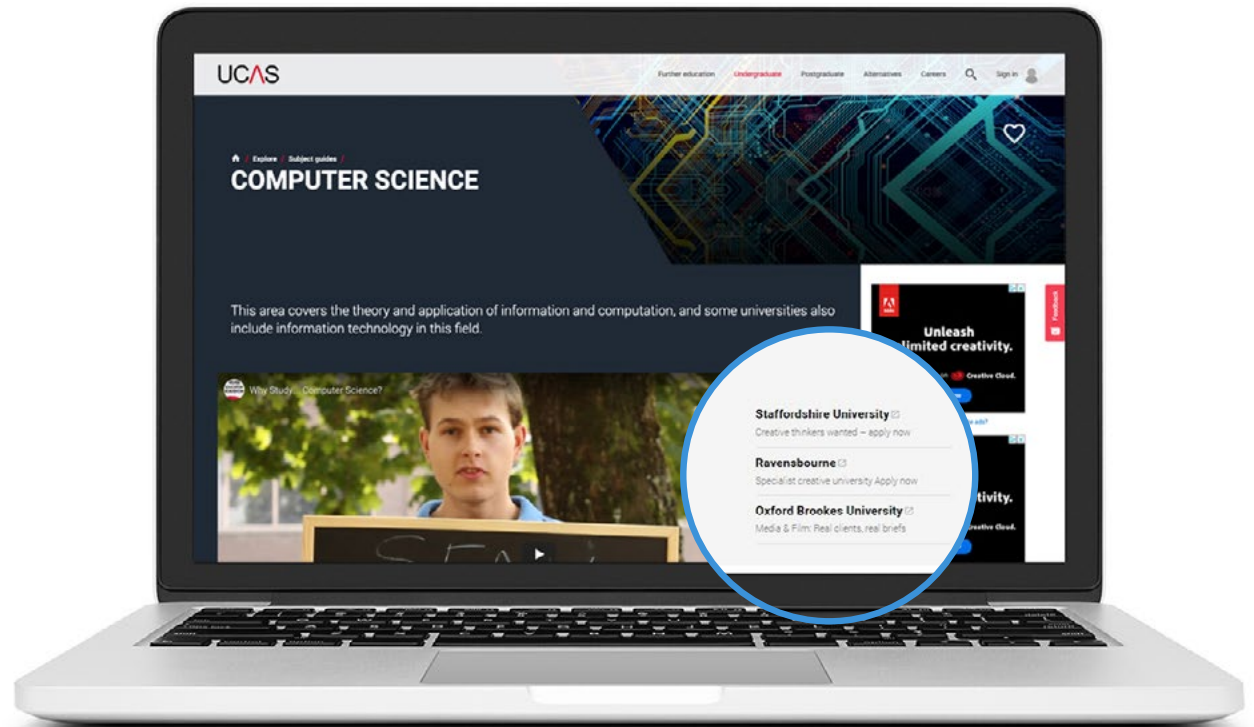 UCAS
Further education Undergraduate Postgraduate Alternatives Careers Sign in
/ Explore / Subject guides /
COMPUTER SCIENCE
This area covers the theory and application of information and computation, and some universities also
include information technology in this field.
Why Study... Computer Science?
Unleash
limited creativity.
Creative Cloud.
Feedback
Staffordshire University
Creative thinkers wanted – apply now
Ravensbourne
Specialist creative university Apply now
Oxford Brookes University
Media & Film: Real clients, real briefs
ads?
tivity.
Creative Cloud.